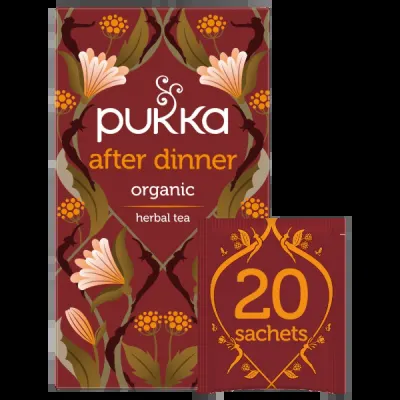 pukka
after dinner
organic
herbal tea
20
sachets